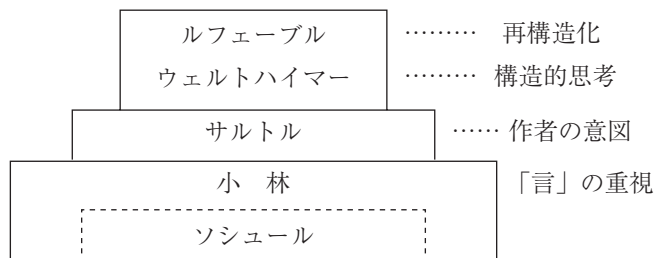 ルフェーブル ……… 再構造化
ウェルトハイマー ……… 構造的思考
サルトル …… 作者の意図
小　林 「言」の重視
ソシュール